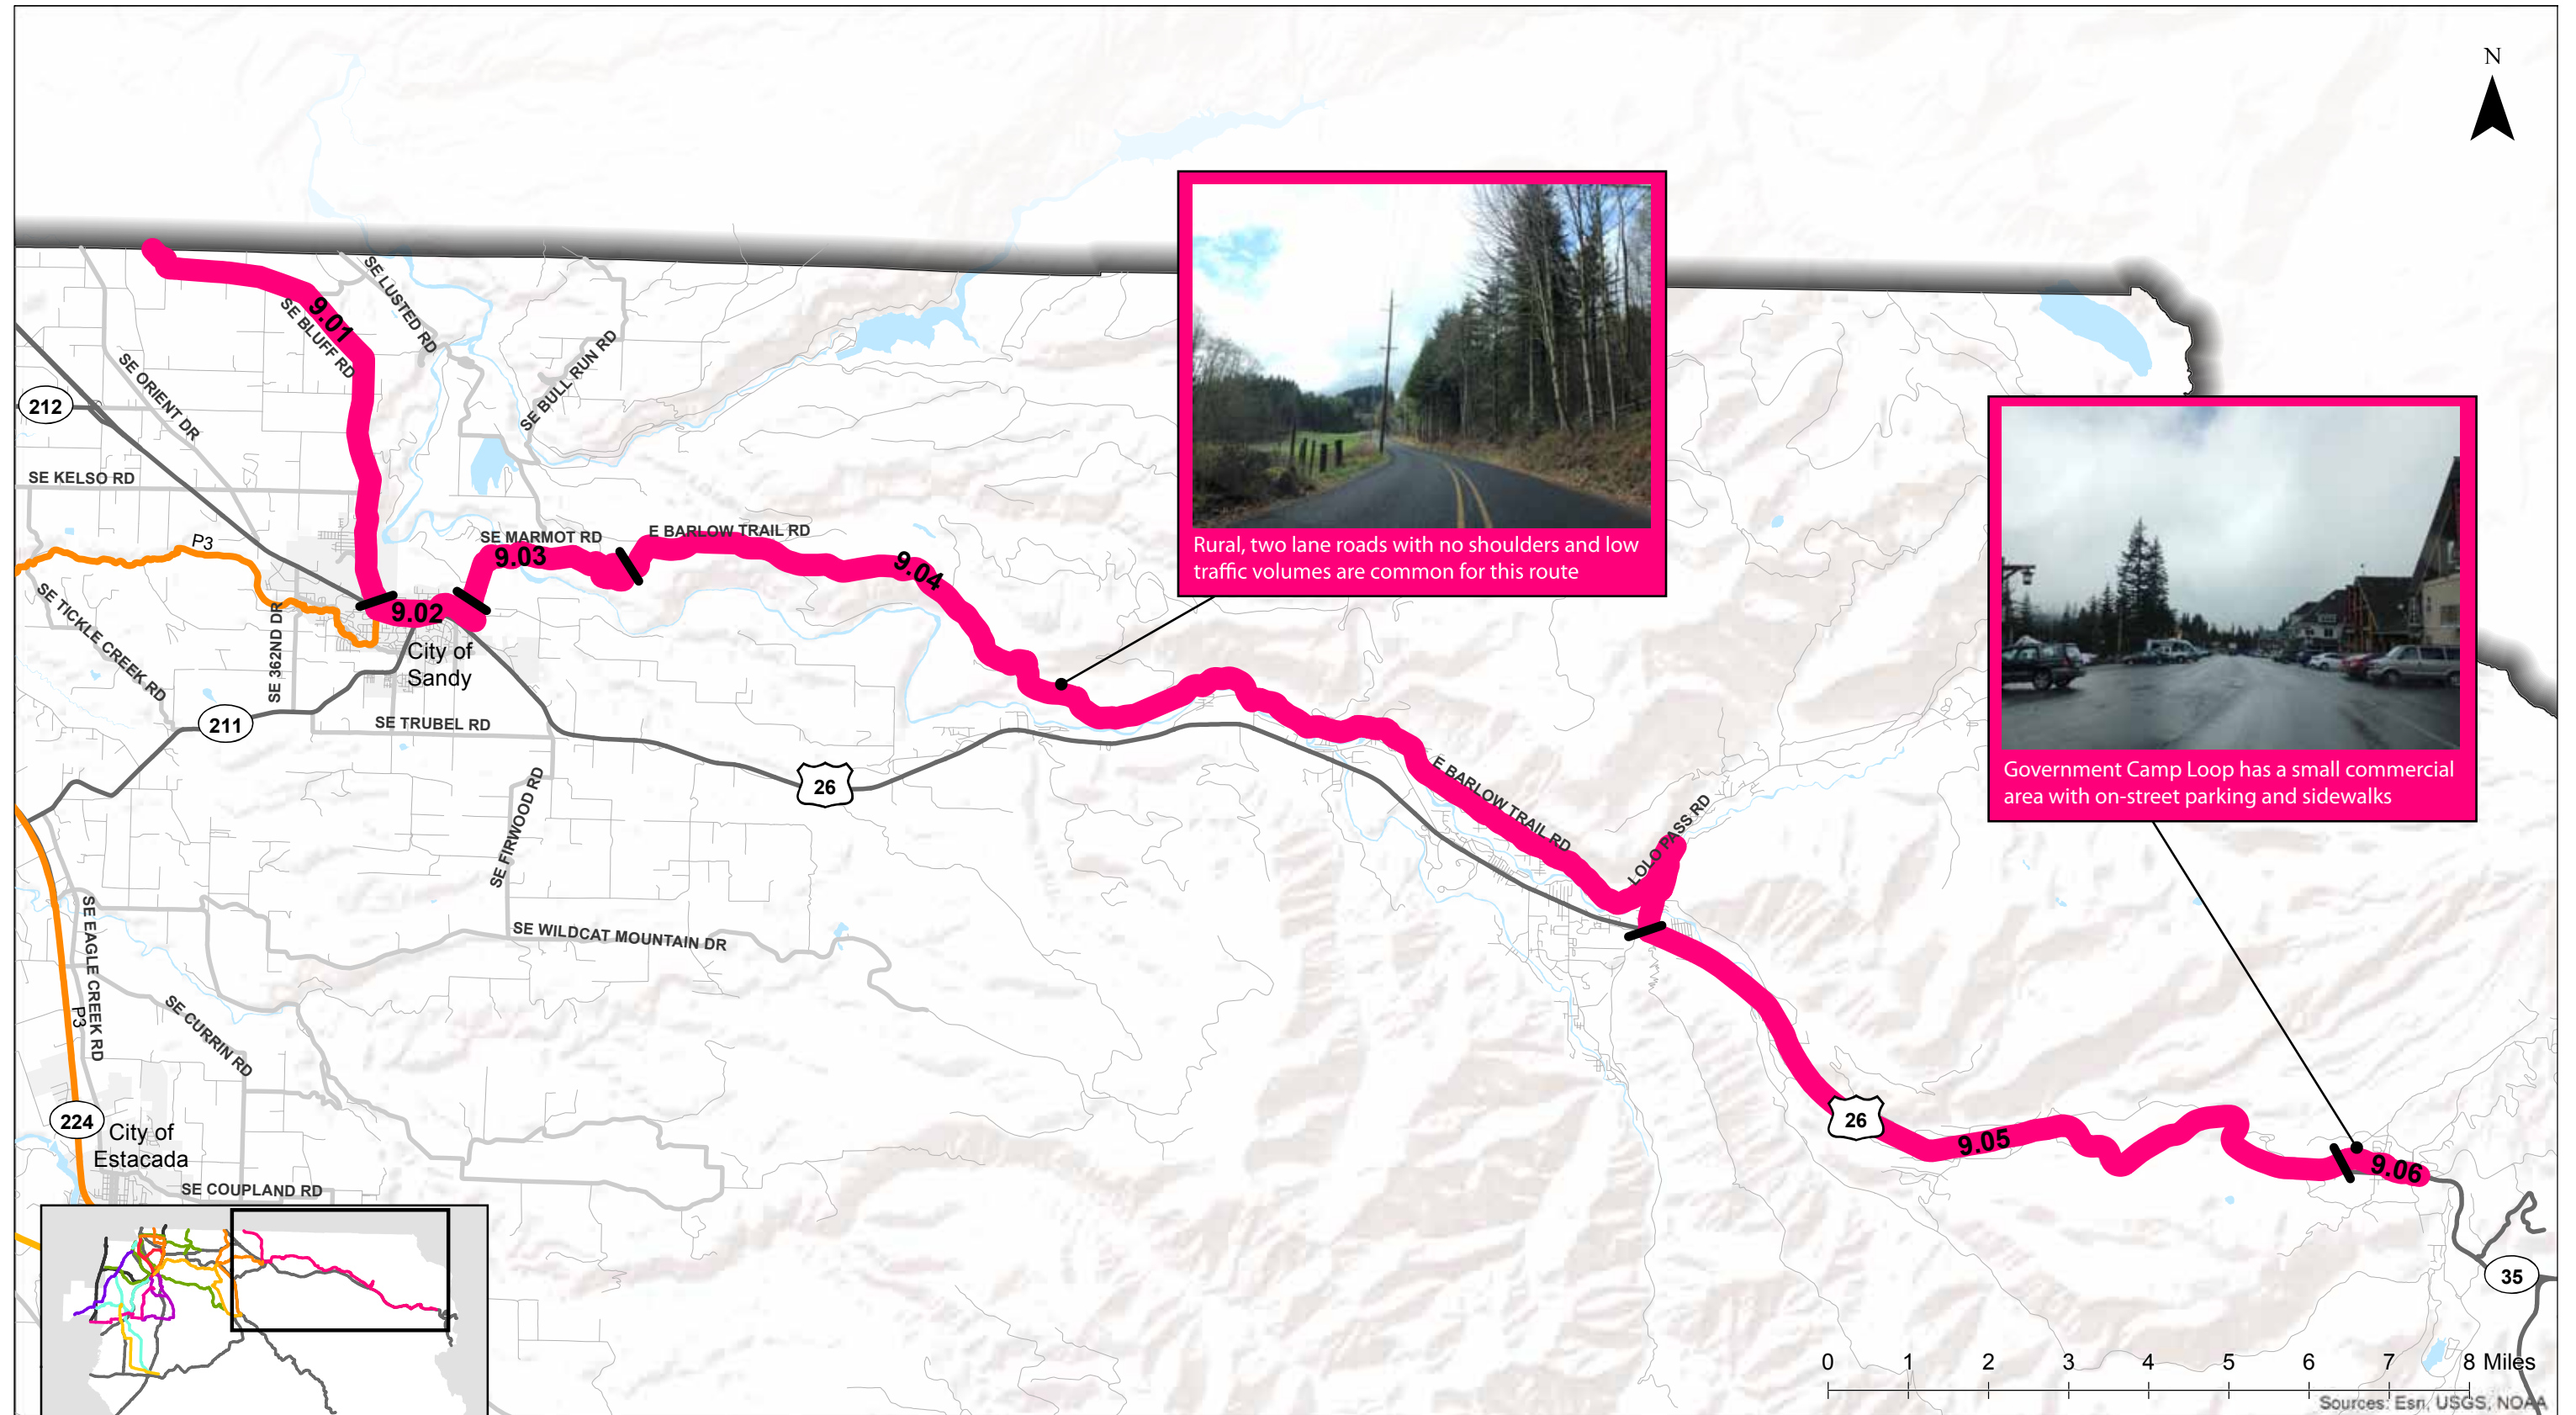 N
SE LUSTED RD
9.01
SE BLUFF RD
SE BULL RUN RD
SE ORIENT DR
212
SE KELSO RD
P3
SE MARMOT RD
9.03
E BARLOW TRAIL RD
9.04
Rural, two lane roads with no shoulders and low
traffic volumes are common for this route
9.02
City of
Sandy
SE TICKLE CREEK RD
SE 362ND DR
211
SE TRUBEL RD
26
SE FIRWOOD RD
E BARLOW TRAIL RD
LOLO PASS RD
Government Camp Loop has a small commercial
area with on-street parking and sidewalks
SE WILDCAT MOUNTAIN DR
SE EAGLE CREEK RD
P3
SE CURRIN RD
224
City of
Estacada
SE COUPLAND RD
26
9.05
9.06
35
0 1 2 3 4 5 6 7 8 Miles
Sources: Esri, USGS, NOAA